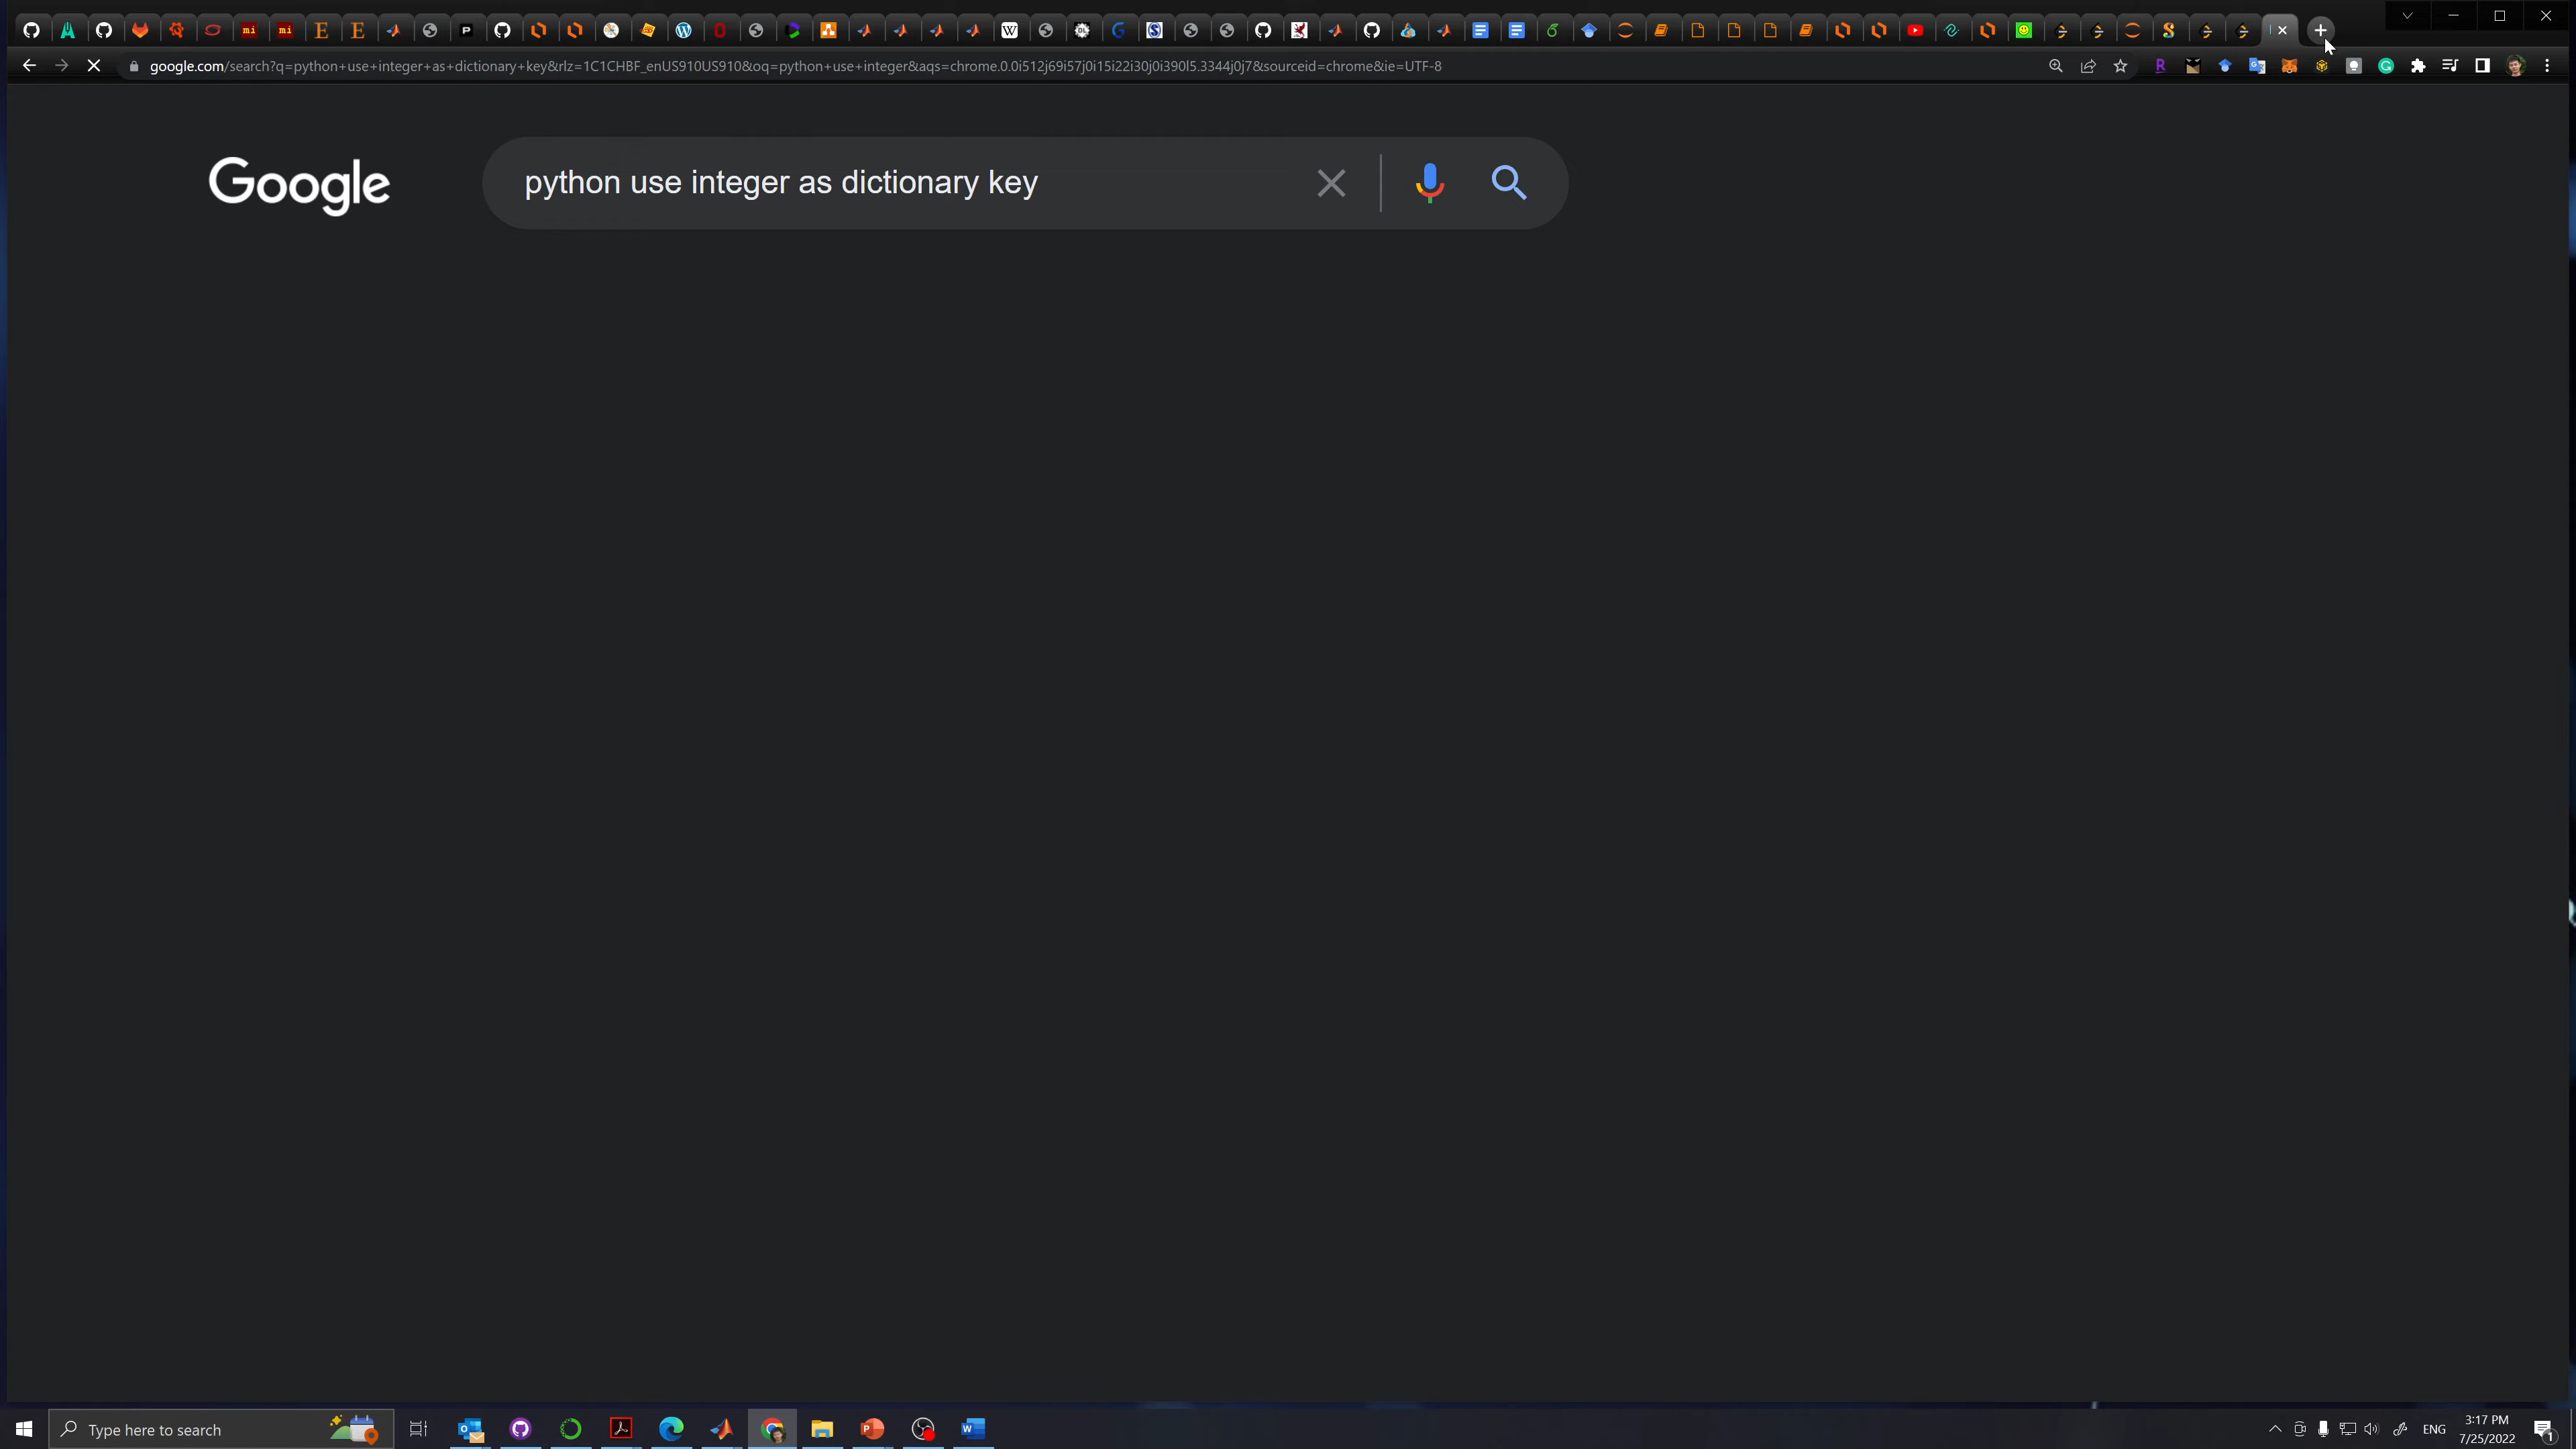 google.com/search?q=python+use+integer+as+dictionary+key&rlz=1C1CHBF_enUS910US910&oq=python+use+integer&aqs=chrome.0.0i512j69i57j0i15i22i30j0i390l5.3344j0j7&sourceid=chrome&ie=UTF-8
Google
python use integer as dictionary key
Type here to search
ENG
3:17 PM
7/25/2022
1